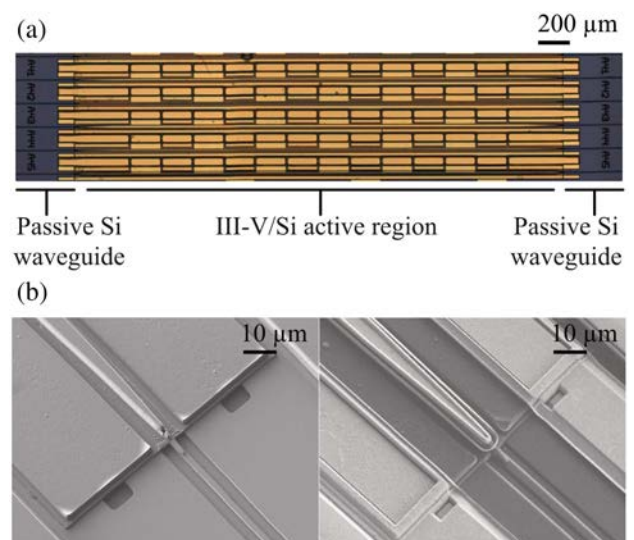 (a)
200 µm
Passive Si
waveguide
III-V/Si active region
Passive Si
waveguide
(b)
10 µm
10 µm